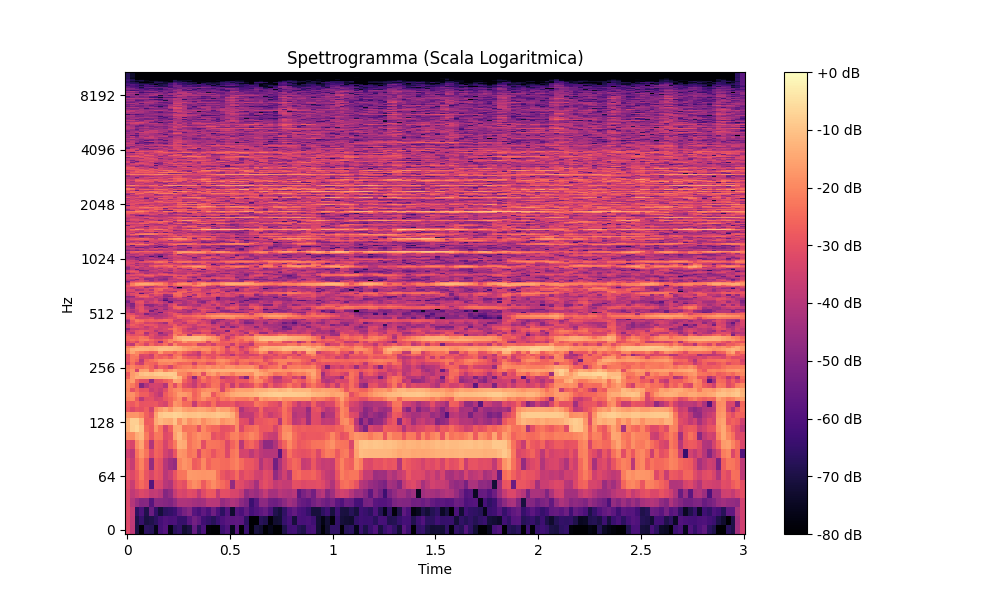 Spettrogramma (Scala Logaritmica)
Hz
8192
4096
2048
1024
512
256
128
64
0
0
0.5
1
1.5
2
2.5
3
Time
+0 dB
-10 dB
-20 dB
-30 dB
-40 dB
-50 dB
-60 dB
-70 dB
-80 dB